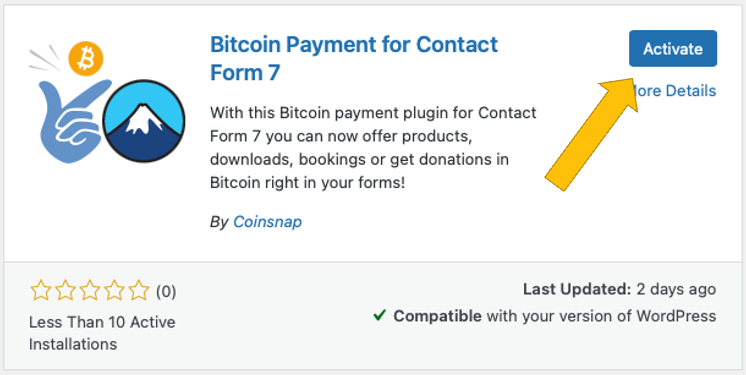 Bitcoin Payment for Contact
Form 7
Activate
More Details
With this Bitcoin payment plugin for Contact
Form 7 you can now offer products,
downloads, bookings or get donations in
Bitcoin right in your forms!
By Coinsnap
(0)
Less Than 10 Active
Installations
Last Updated: 2 days ago
Compatible with your version of WordPress